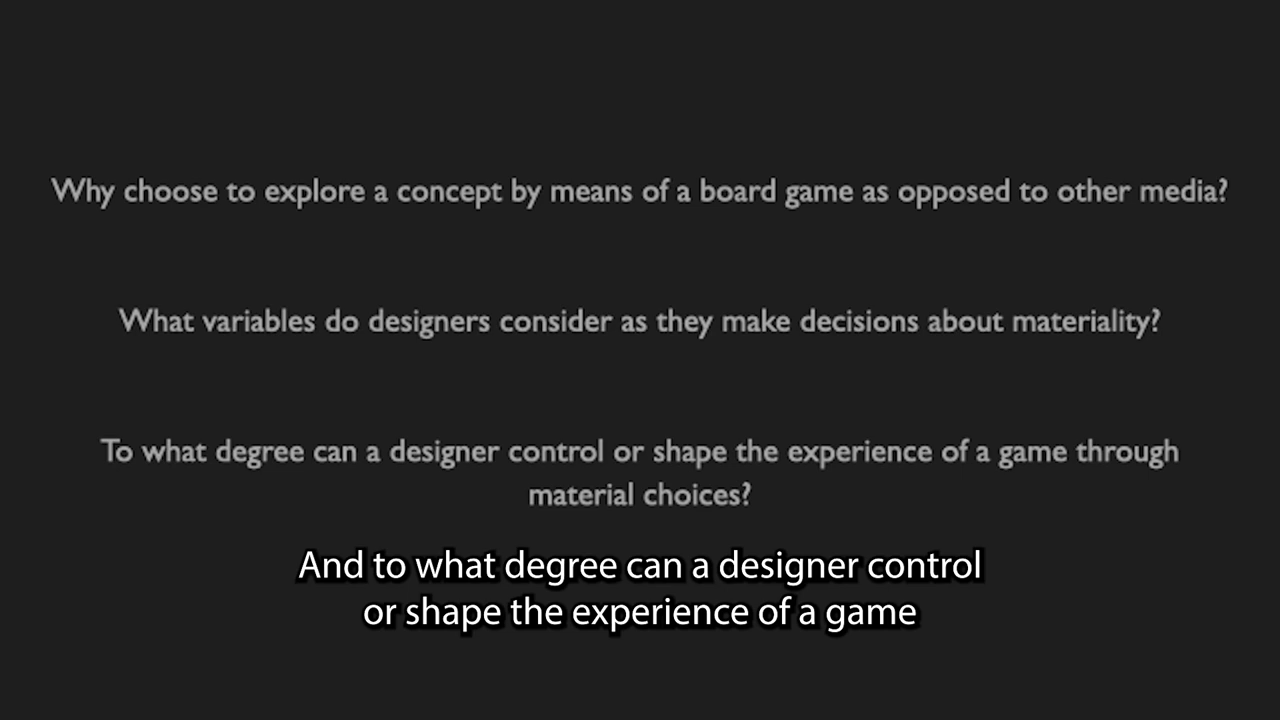 Why choose to explore a concept by means of a board game as opposed to other media?
What variables do designers consider as they make decisions about materiality?
To what degree can a designer control or shape the experience of a game through
material choices?
And to what degree can a designer control
or shape the experience of a game